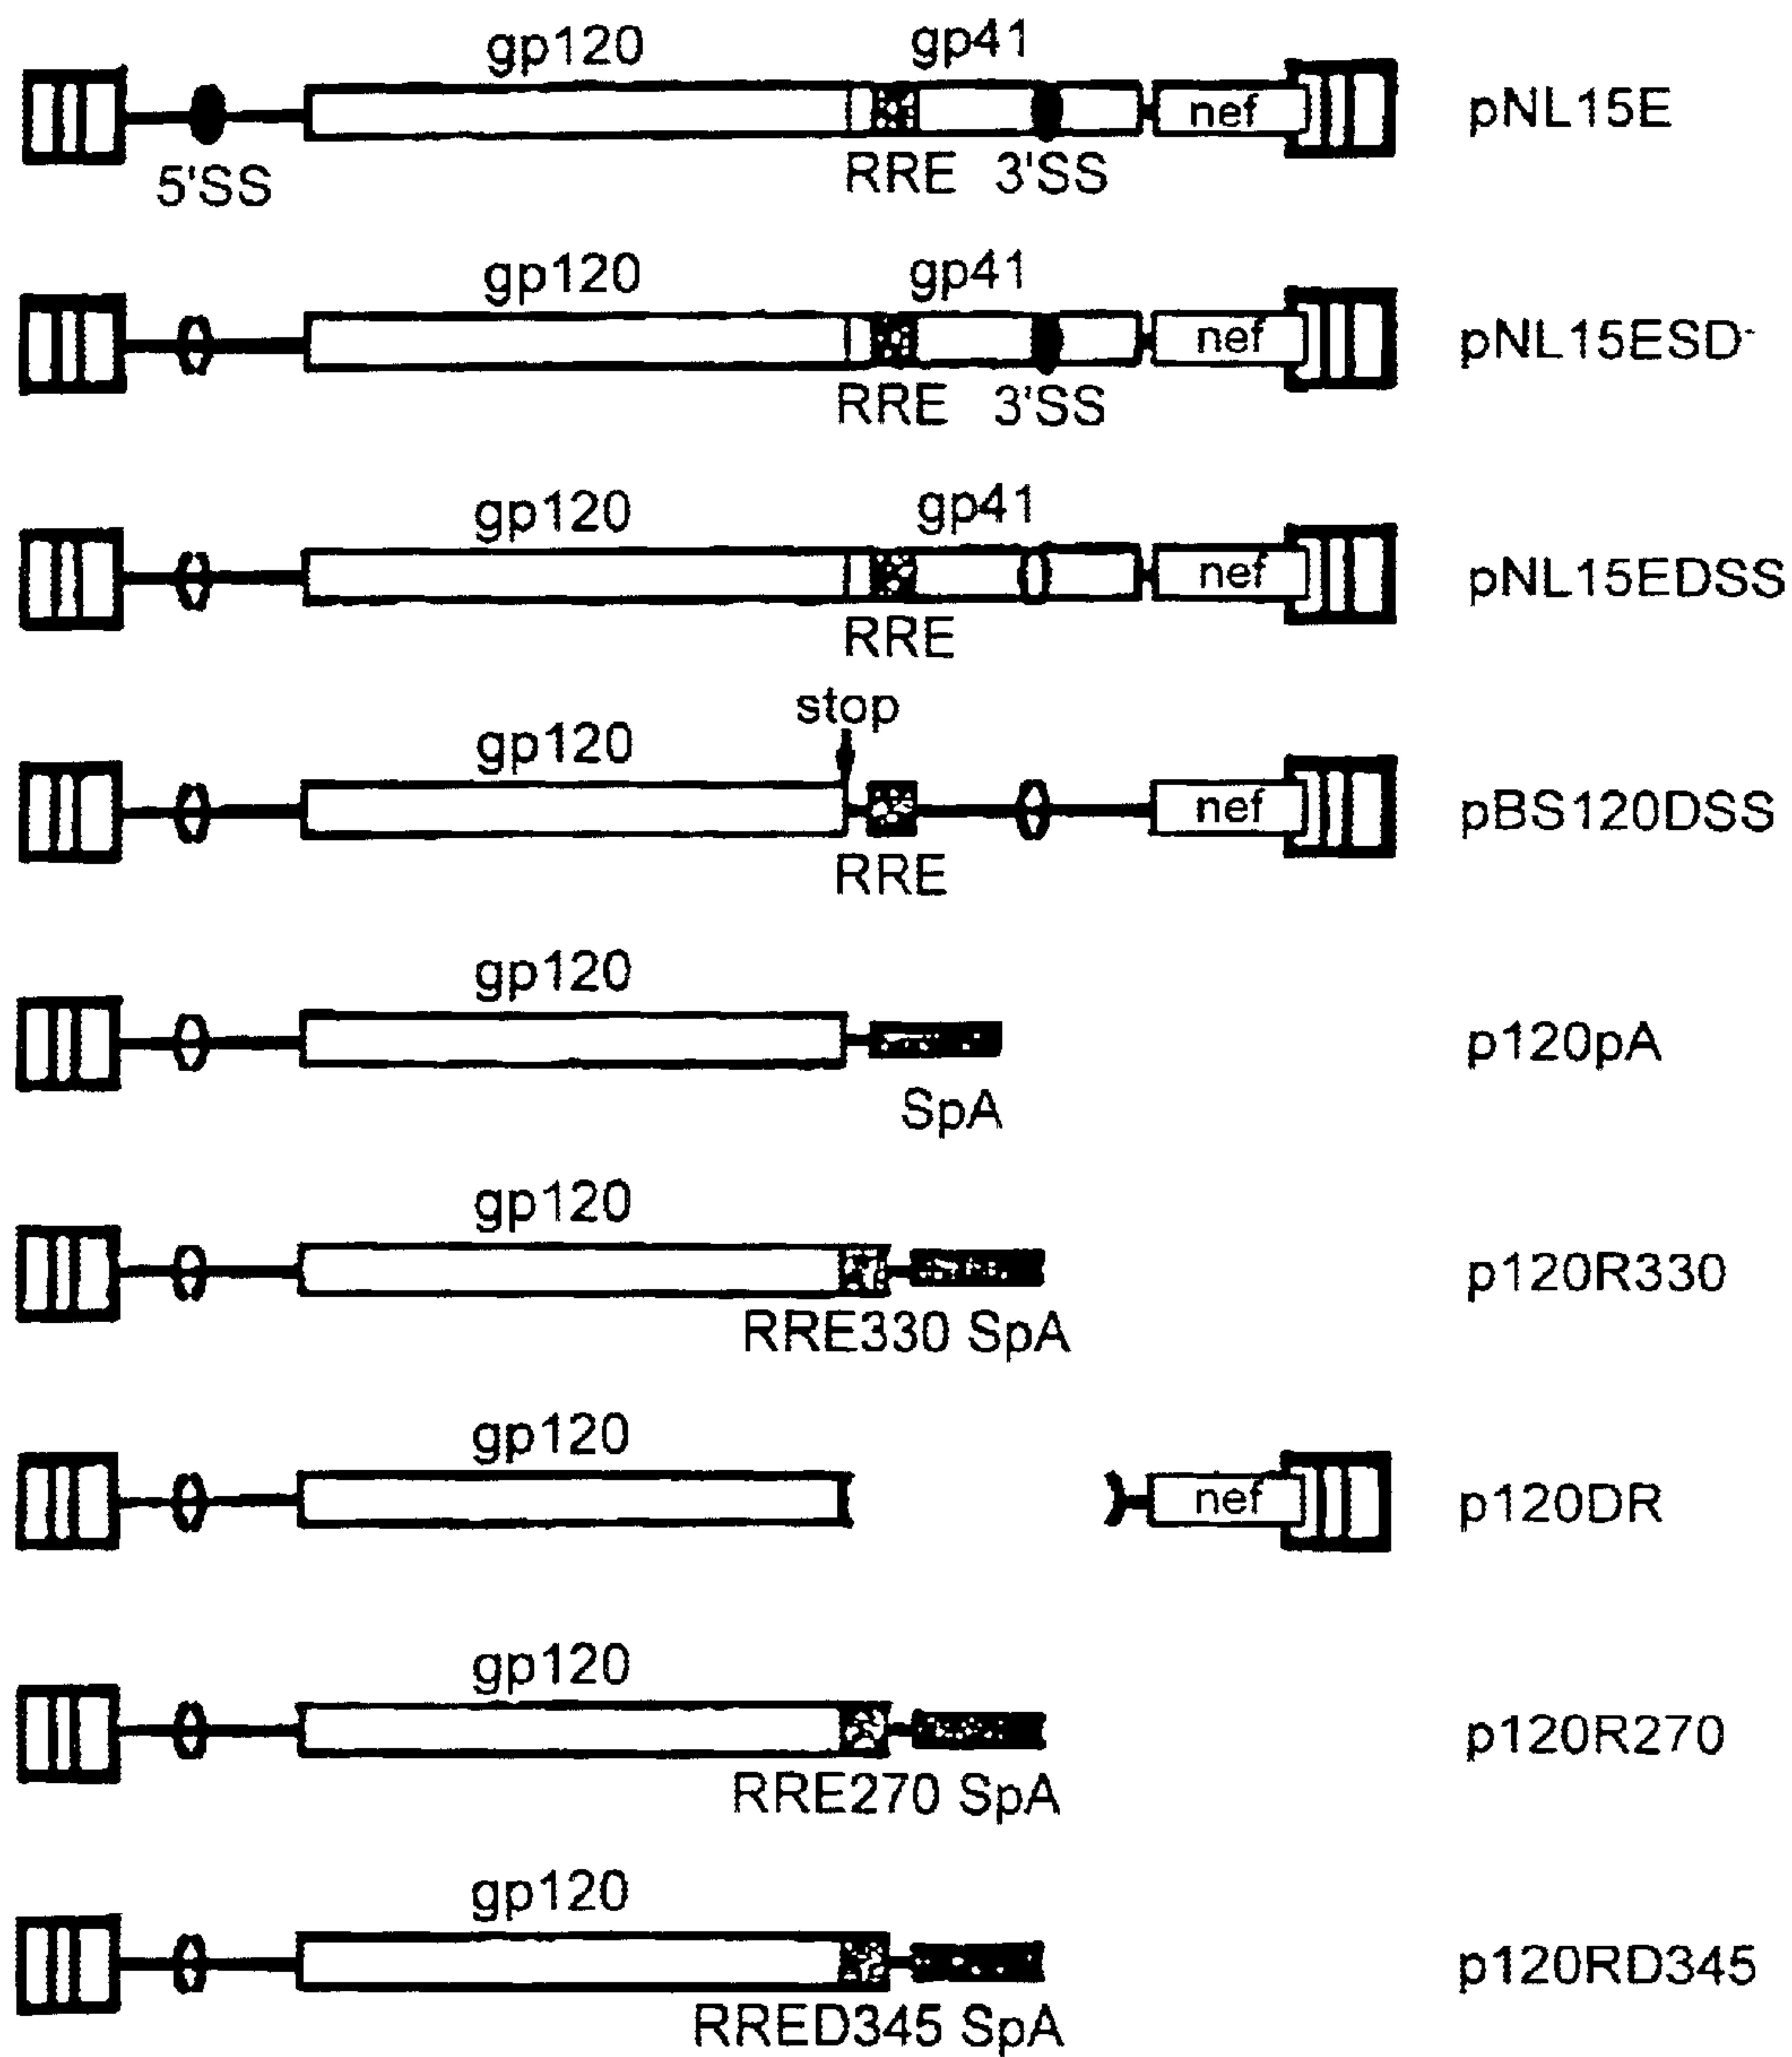 gp120 gp41
nef pNL15E
5'SS RRE 3'SS
gp120 gp41
nef pNL15ESD-
RRE 3'SS
gp120 gp41
nef pNL15EDSS
RRE
stop
gp120
nef pBS120DSS
RRE
gp120
p120pA
SpA
gp120
p120R330
RRE330 SpA
gp120
nef p120DR
gp120
p120R270
RRE270 SpA
gp120
p120RD345
RRED345 SpA